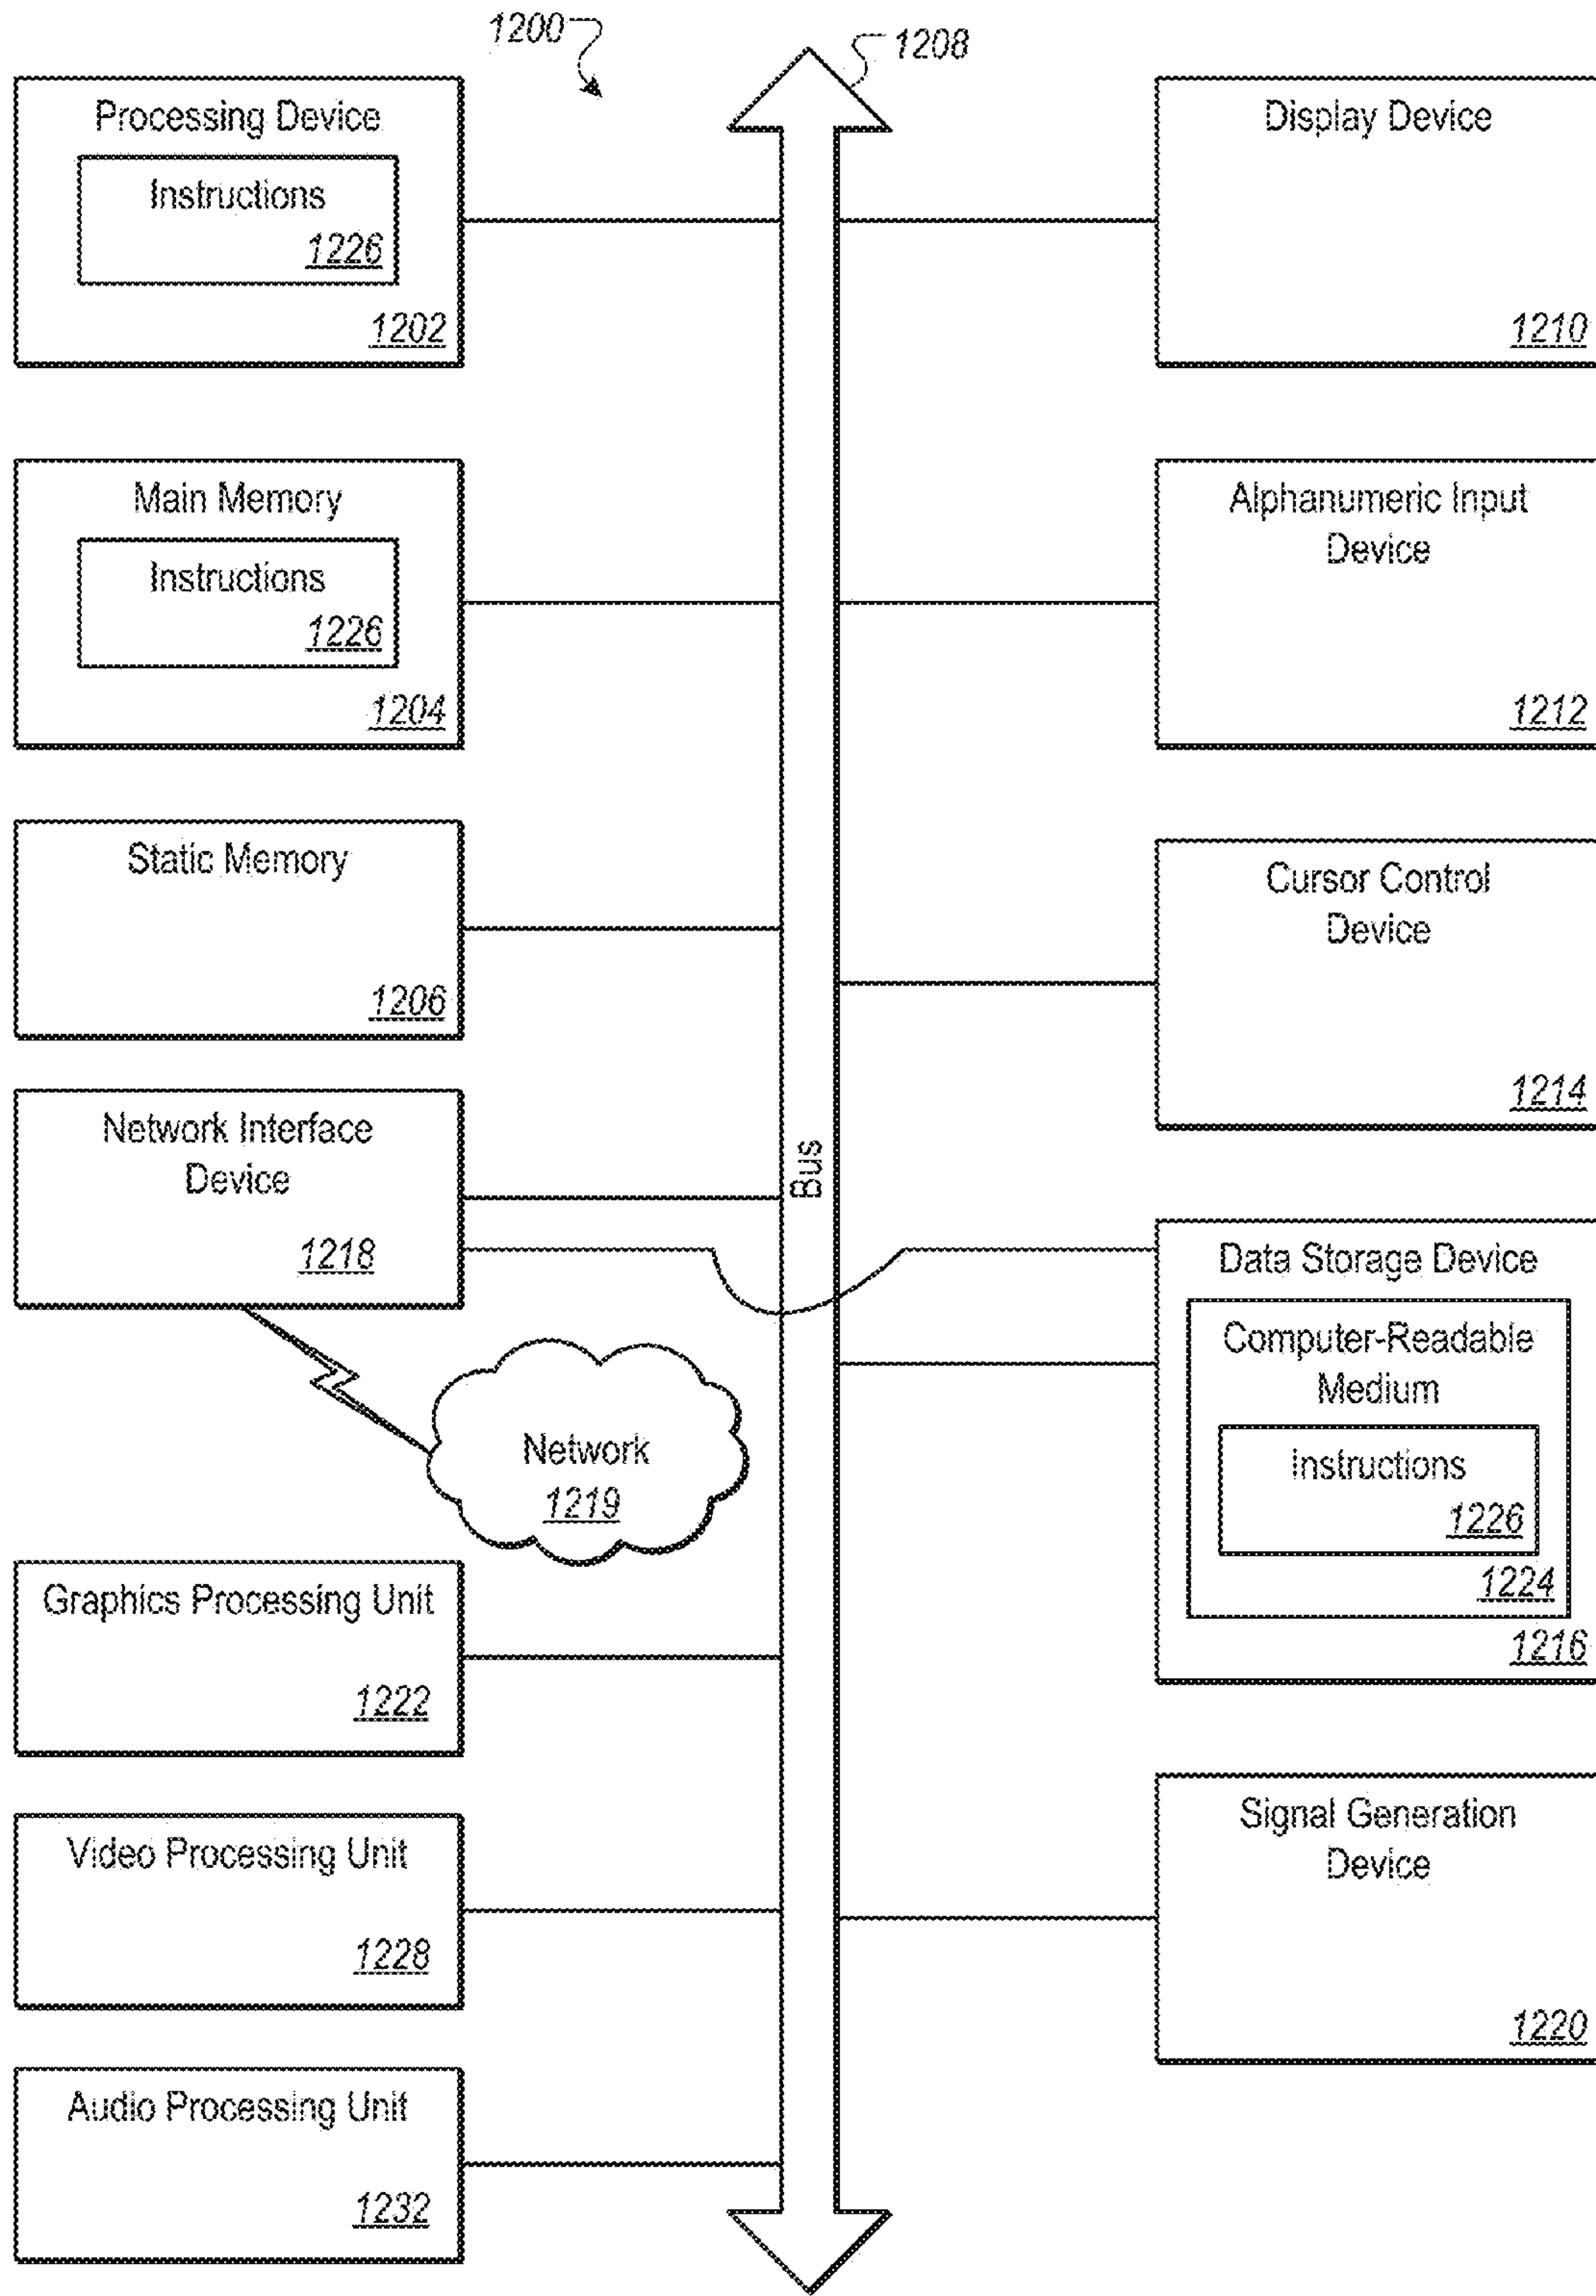 1200
1208
Processing Device
Instructions
1226
1202
Display Device
1210
Main Memory
Instructions
1226
1204
Alphanumeric Input
Device
1212
Static Memory
1206
Cursor Control
Device
1214
Bus
Network Interface
Device
1218
Network
1219
Data Storage Device
Computer-Readable
Medium
Instructions
1226
1224
1216
Graphics Processing Unit
1222
Video Processing Unit
1228
Signal Generation
Device
1220
Audio Processing Unit
1232